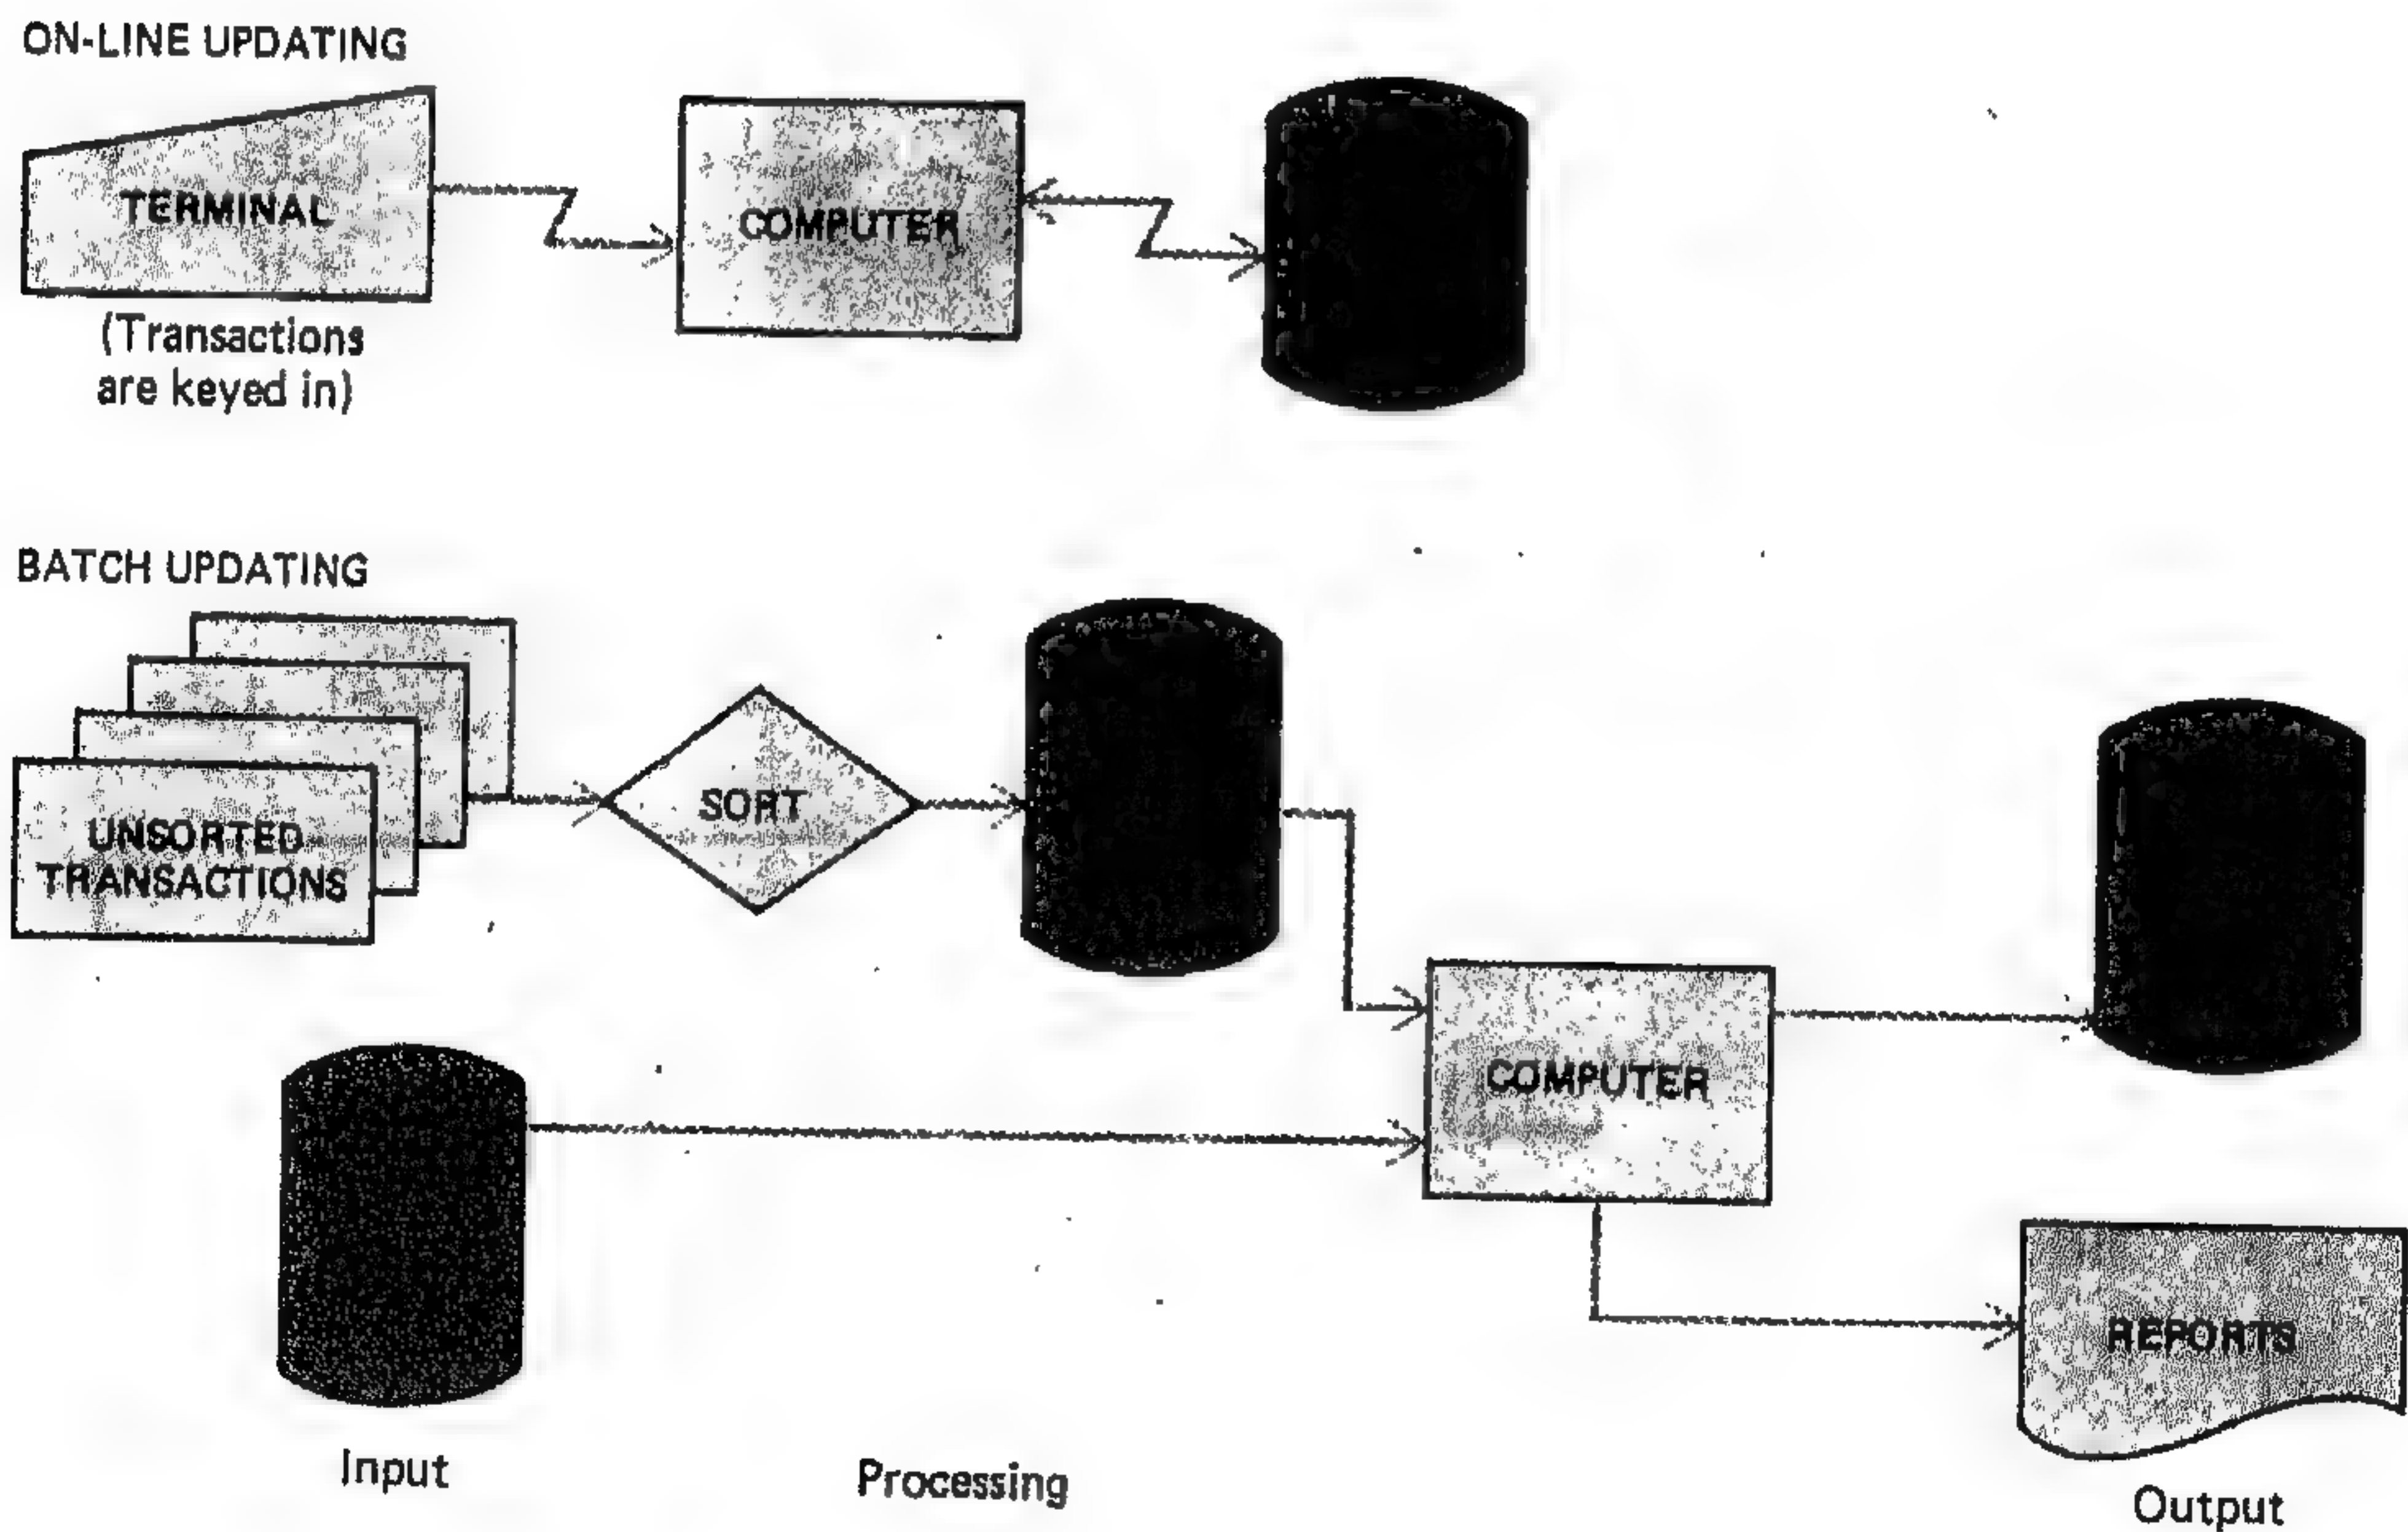 ON-LINE UPDATING
TERMINAL
COMPUTER
(Transactions
are keyed in)
BATCH UPDATING
UNSORTED
TRANSACTIONS
SORT
COMPUTER
REPORTS
Input
Processing
Output